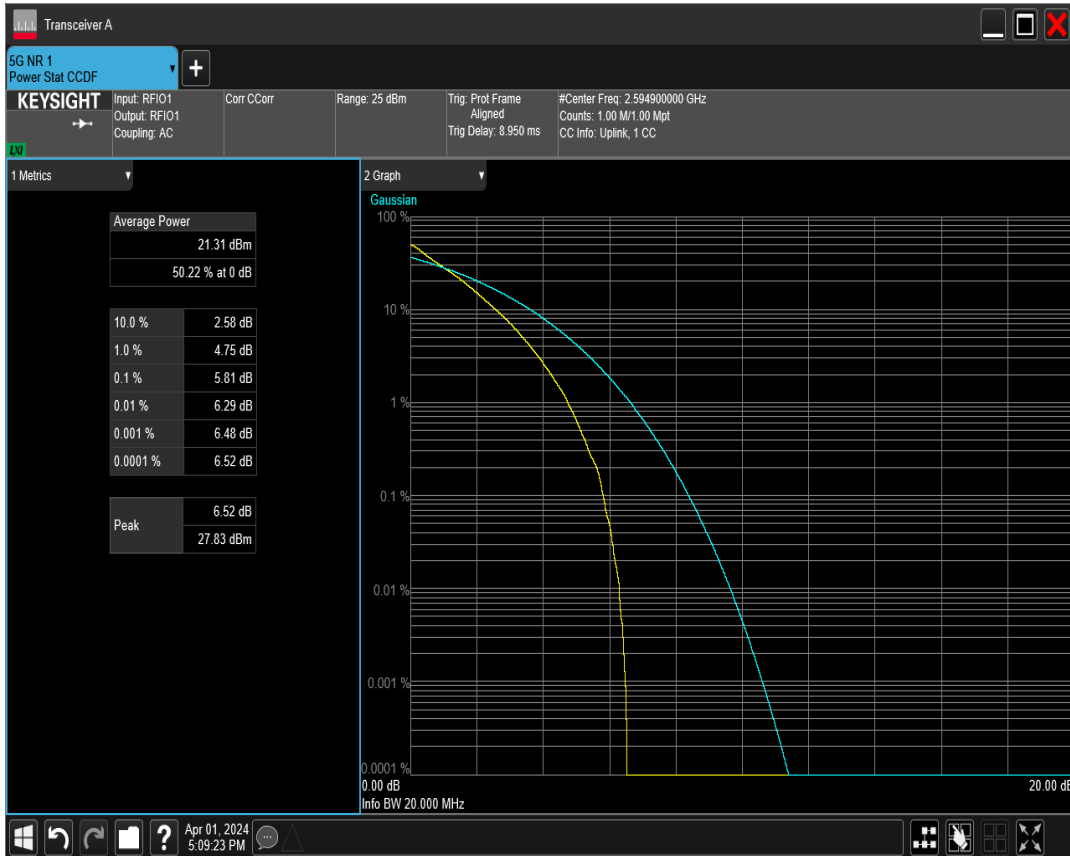 Transceiver A
5G NR 1
Power Stat CCDF
KEYSIGHT
LXI
Input: RFIO1
Output: RFIO1
Coupling: AC
Corr CCorr
Range: 25 dBm
Trig: Prot Frame
Aligned
Trig Delay: 8.950 ms
#Center Freq: 2.594900000 GHz
Counts: 1.00 M/1.00 Mpt
CC Info: Uplink, 1 CC
1 Metrics
Average Power
21.31 dBm
50.22 % at 0 dB
10.0 % 2.58 dB
1.0 % 4.75 dB
0.1 % 5.81 dB
0.01 % 6.29 dB
0.001 % 6.48 dB
0.0001 % 6.52 dB
Peak
6.52 dB
27.83 dBm
2 Graph
Gaussian
100 %
10 %
1 %
0.1 %
0.01 %
0.001 %
0.0001 %
0.00 dB 20.00 dB
Info BW 20.000 MHz
?
Apr 01, 2024
5:09:23 PM